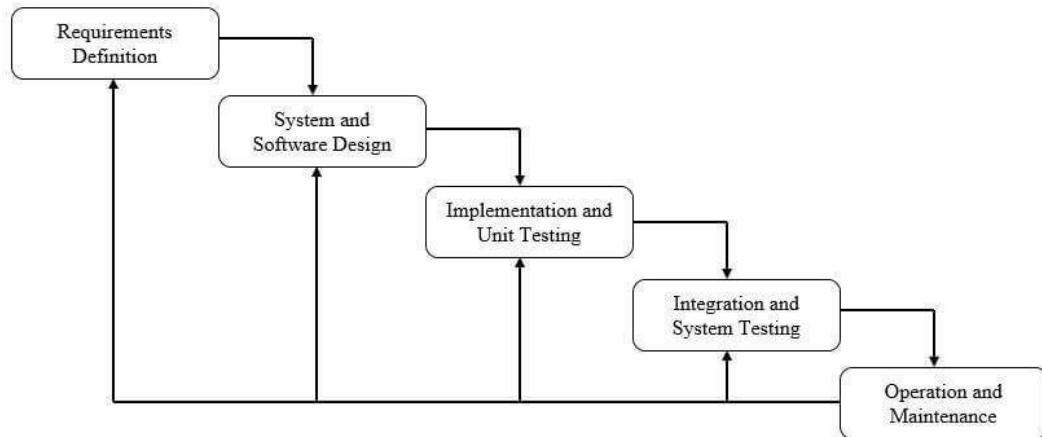 Requirements
Definition
System and
Software Design
Implementation and
Unit Testing
Integration and
System Testing
Operation and
Maintenance